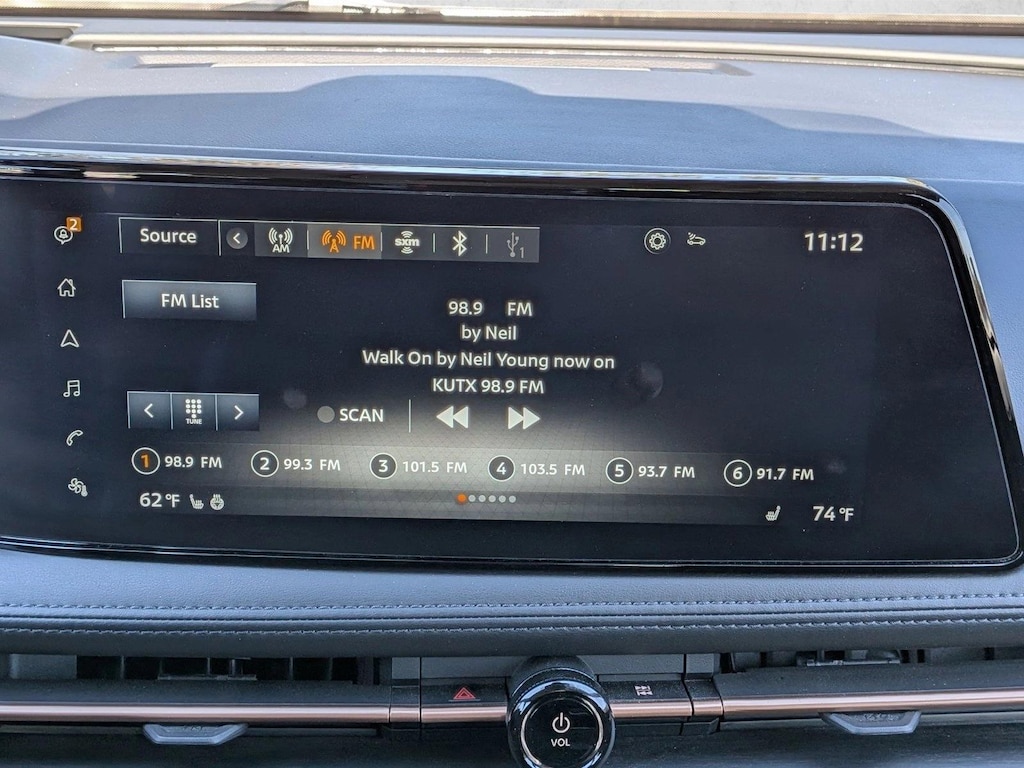 2
Source
AM
FM
sxm
1
11:12
FM List
98.9 FM
by Neil
Walk On by Neil Young now on
KUTX 98.9 FM
TUNE
SCAN
1 98.9 FM
2 99.3 FM
3 101.5 FM
4 103.5 FM
5 93.7 FM
6 91.7 FM
62°F
74°F
VOL